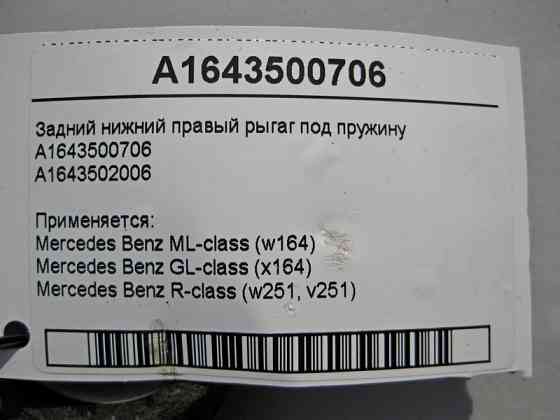 A1643500706
Задний нижний правый рыгаг под пружину
A1643500706
A1643502006
Применяется:
Mercedes Benz ML-class (w164)
Mercedes Benz GL-class (x164)
Mercedes Benz R-class (w251, v251)